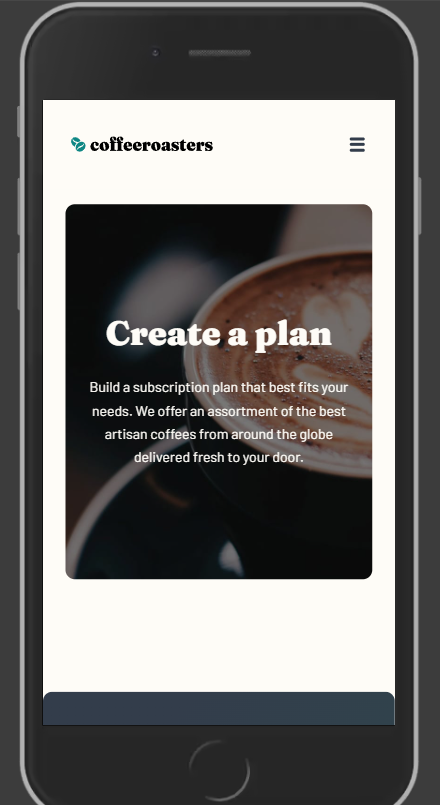 coffeeroasters
Create a plan
Build a subscription plan that best fits your
needs. We offer an assortment of the best
artisan coffees from around the globe
delivered fresh to your door.